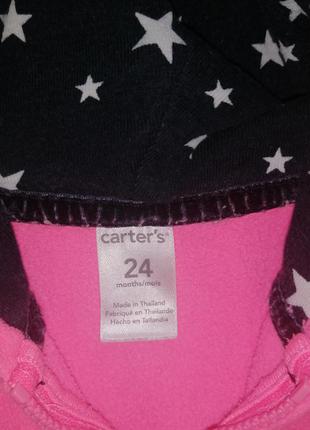 carter's
24
months/mois
Made in Thailand
Fabriqué en Thaïlande
Hecho en Tailandia